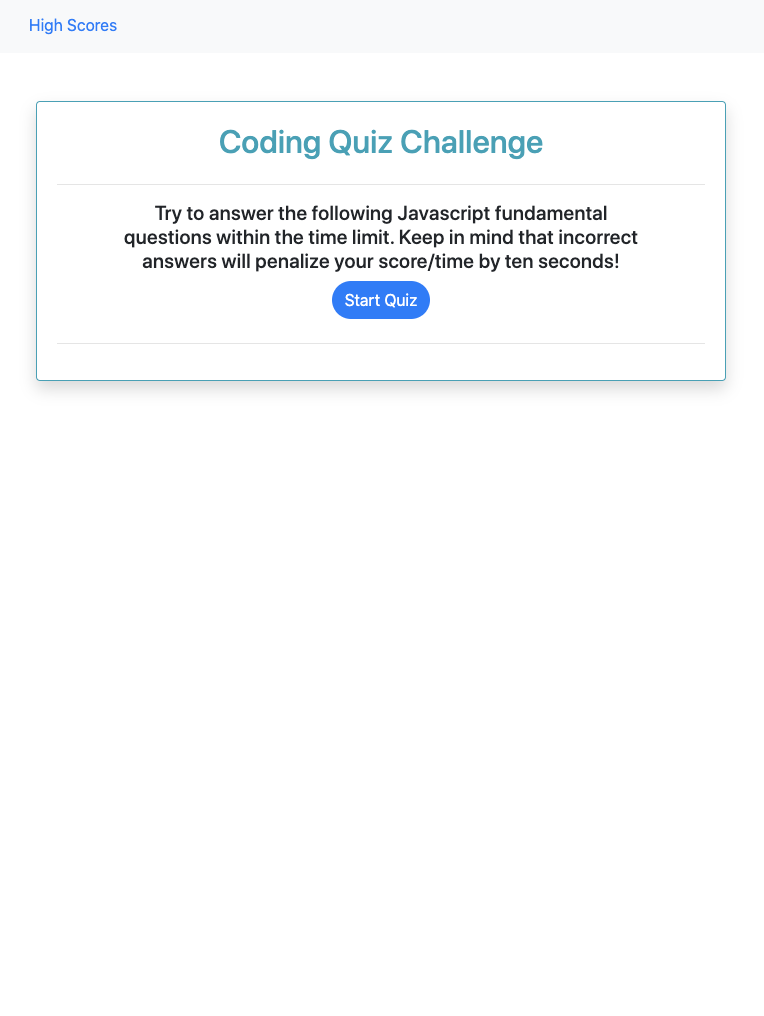 High Scores
Coding Quiz Challenge
Try to answer the following Javascript fundamental
questions within the time limit. Keep in mind that incorrect
answers will penalize your score/time by ten seconds!
Start Quiz